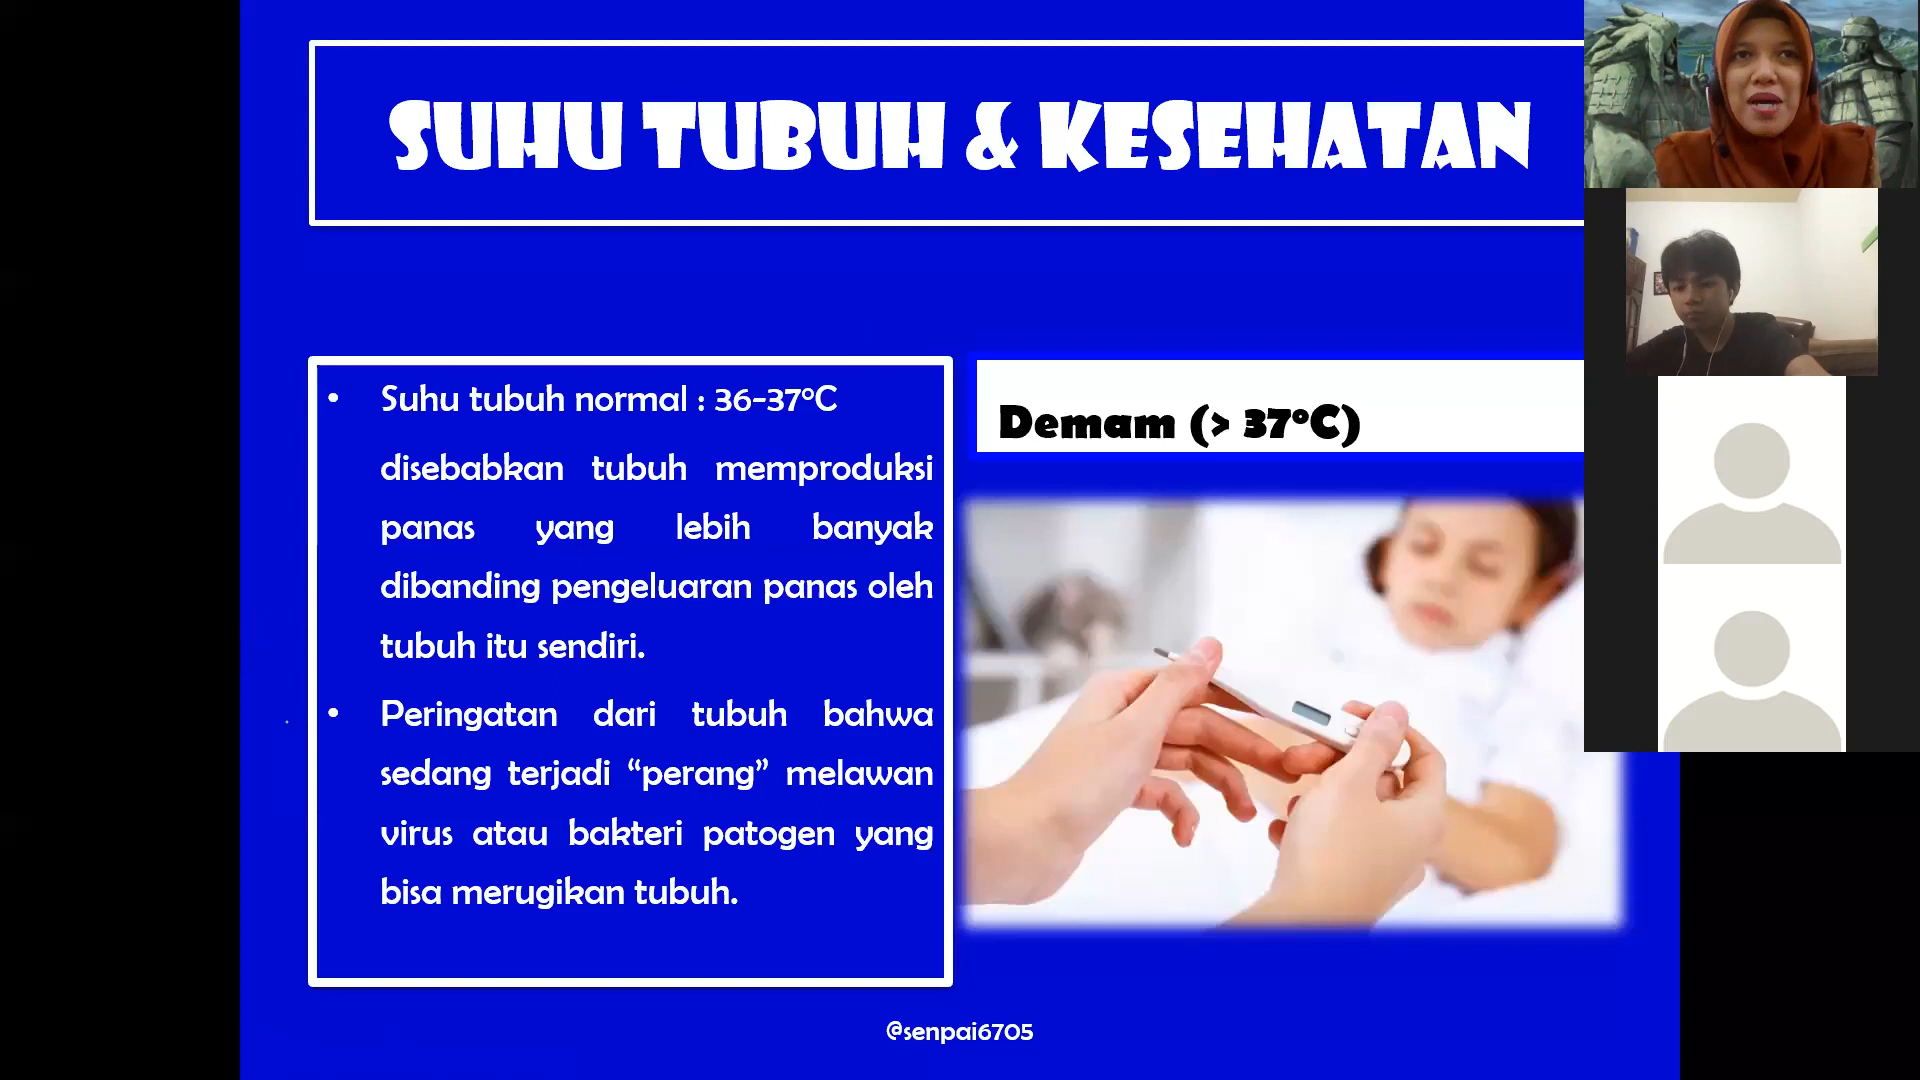 SUHU TUBUH & KESEHATAN
• Suhu tubuh normal : 36-37°C
disebabkan tubuh memproduksi
panas yang lebih banyak
dibanding pengeluaran panas oleh
tubuh itu sendiri.
• Peringatan dari tubuh bahwa
sedang terjadi “perang” melawan
virus atau bakteri patogen yang
bisa merugikan tubuh.
Demam (> 37°C)
@senpai6705